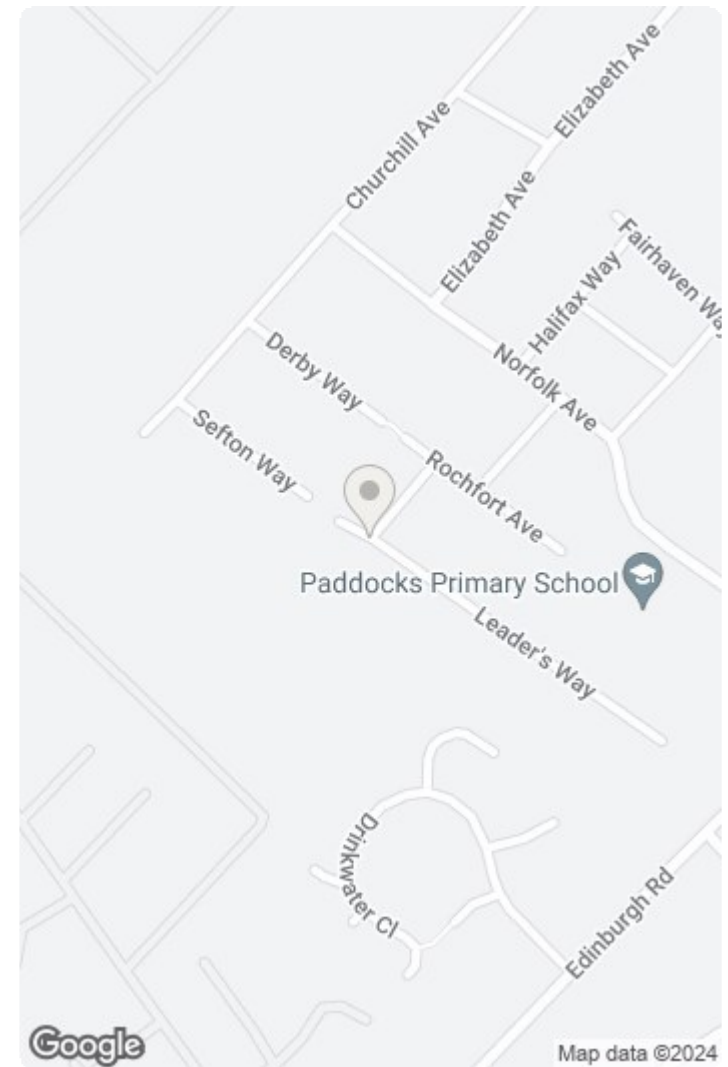 Elizabeth Ave
Churchill Ave
Elizabeth Ave
Fairhaven Way
Halifax Way
Norfolk Ave
Derby Way
Sefton Way
Rochfort Ave
Paddocks Primary School
Leader's Way
Drinkwater Cl
Edinburgh Rd
Google
Map data ©2024